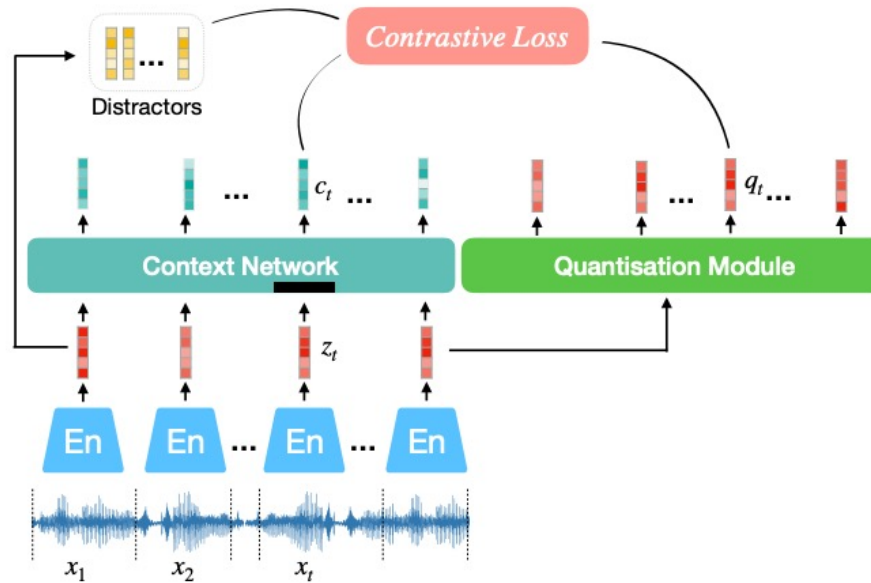 Contrastive Loss
...
Distractors
... c_t ... ... q_t ...
Context Network
Quantisation Module
z_t
En En ... En ... En
x_1 x_2 x_t